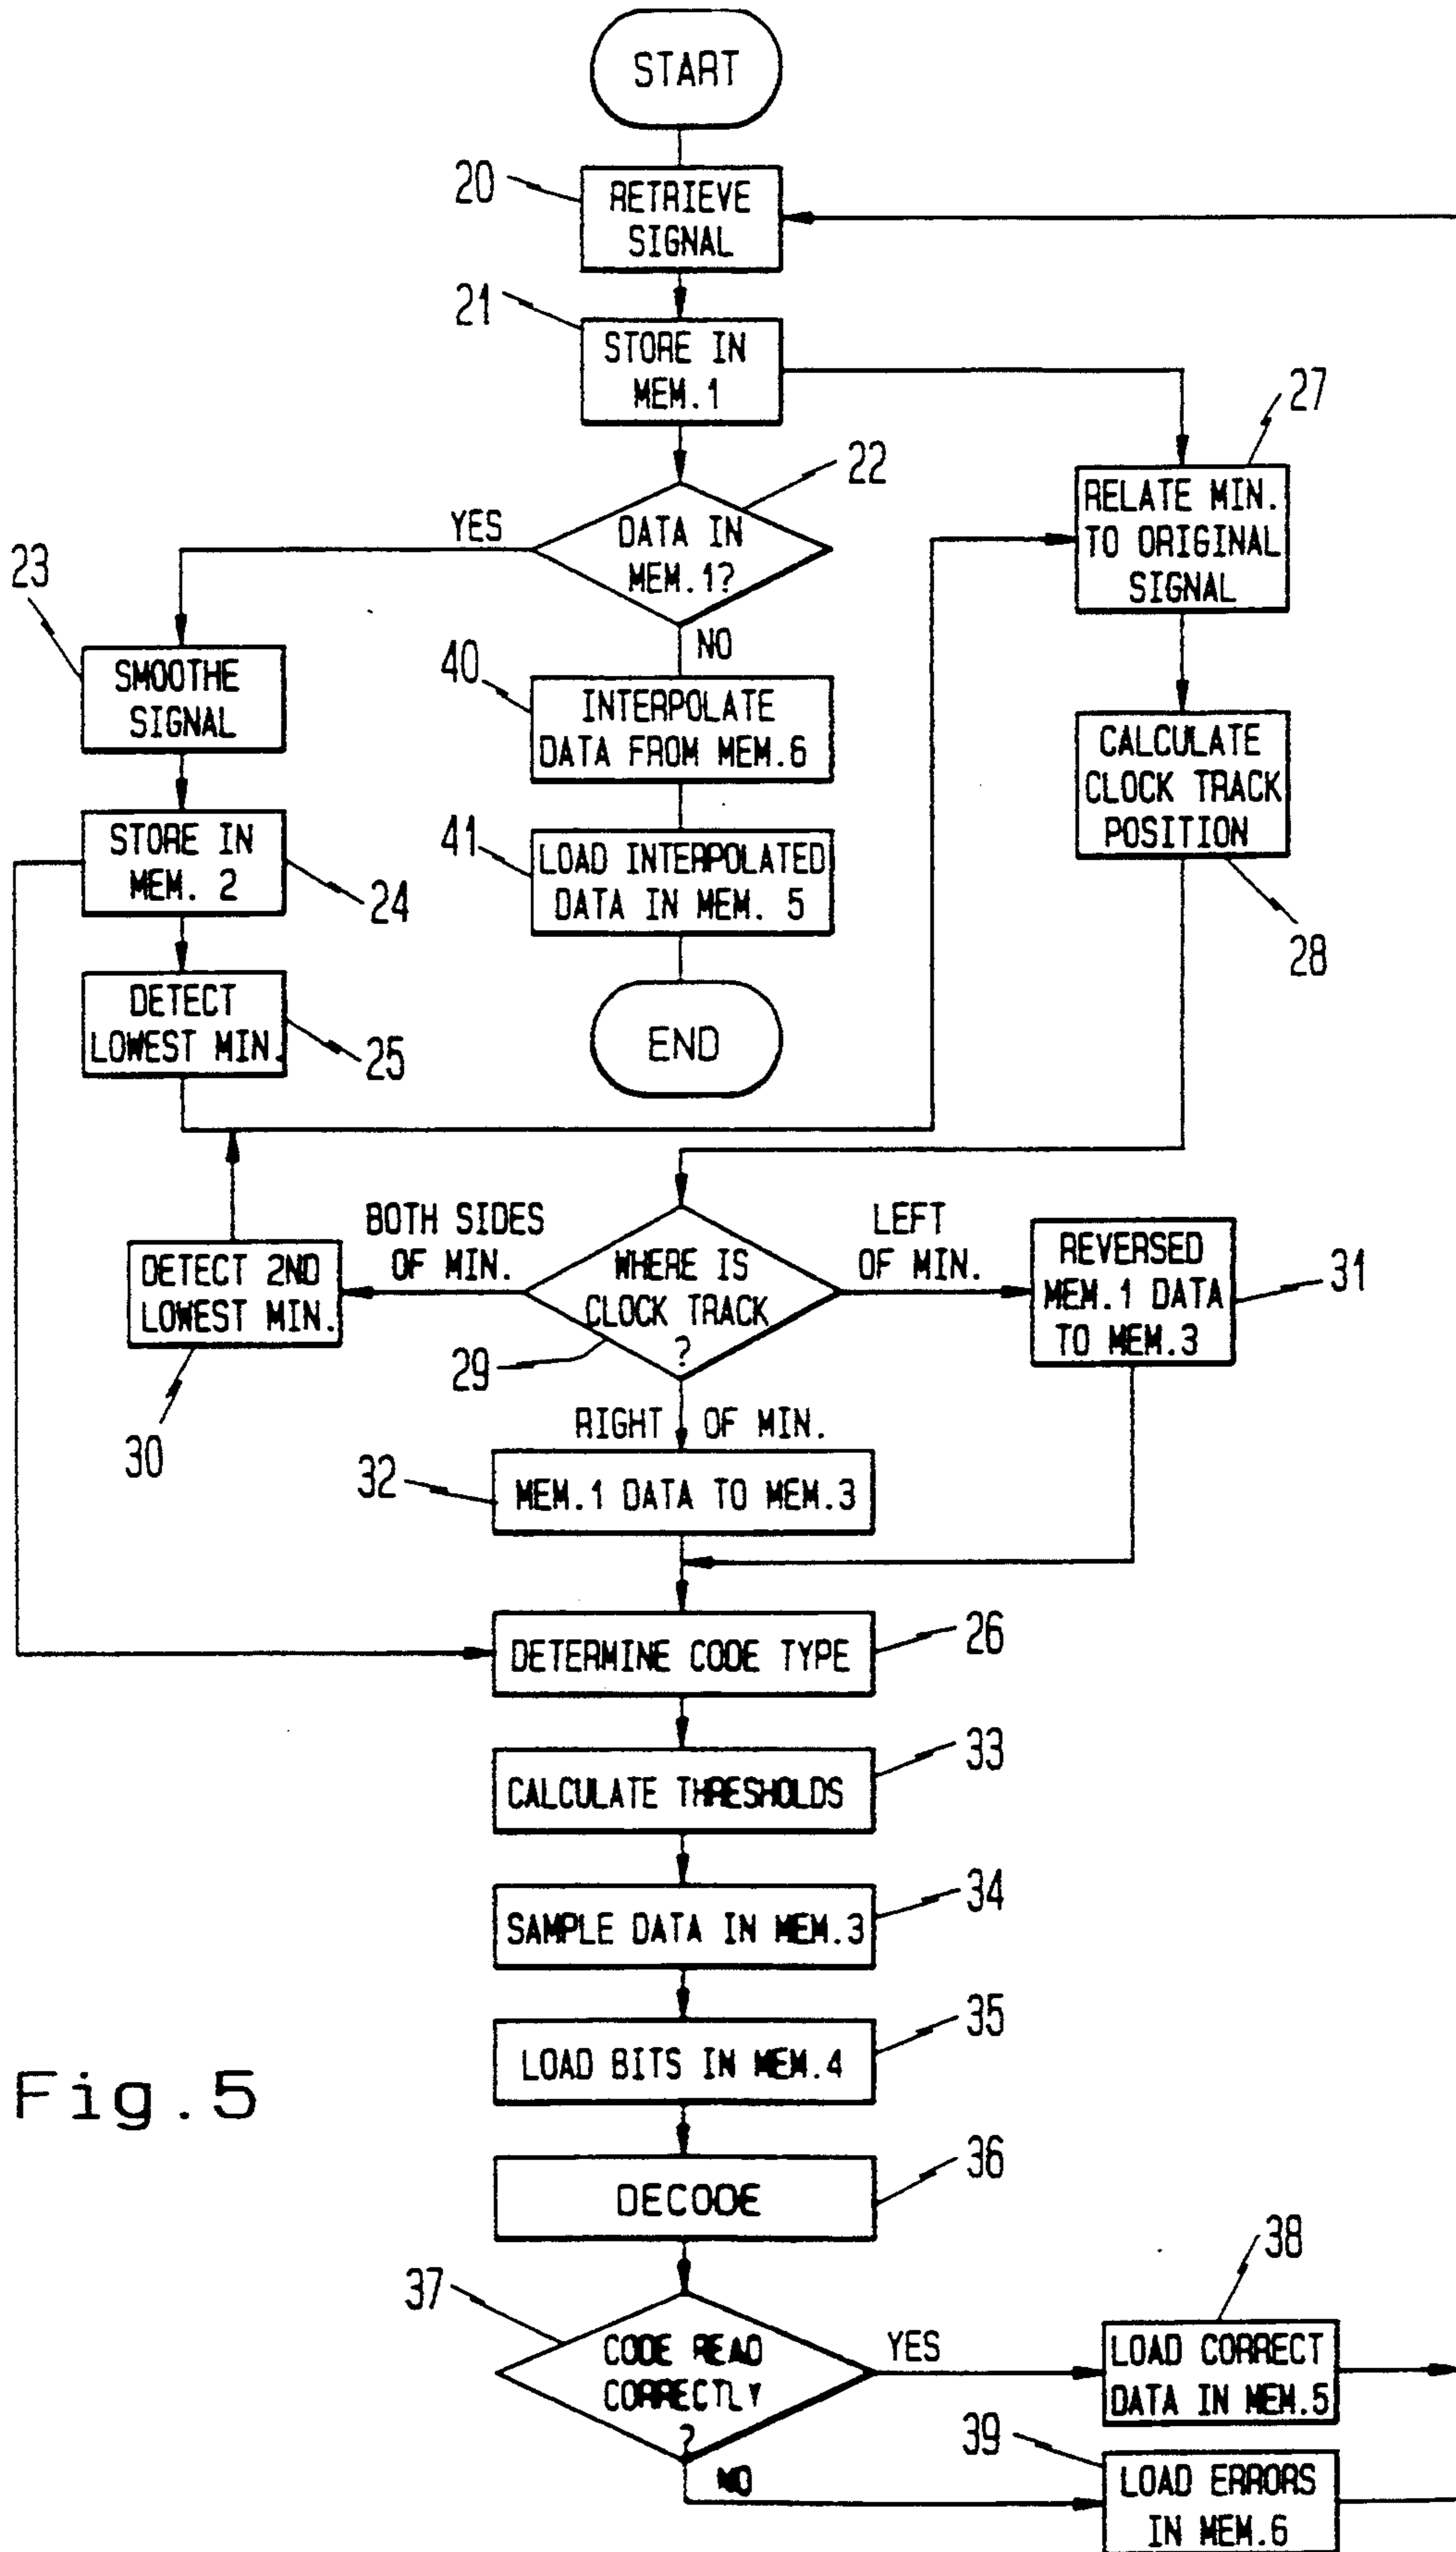 START
20
RETRIEVE
SIGNAL
21
STORE IN
MEM.1
27
RELATE MIN.
TO ORIGINAL
SIGNAL
22
DATA IN
MEM.1?
YES
NO
23
SMOOTHE
SIGNAL
40
INTERPOLATE
DATA FROM MEM.6
CALCULATE
CLOCK TRACK
POSITION
28
STORE IN
MEM. 2
24
41
LOAD INTERPOLATED
DATA IN MEM. 5
DETECT
LOWEST MIN.
25
END
BOTH SIDES
OF MIN.
WHERE IS
CLOCK TRACK
?
29
LEFT
OF MIN.
REVERSED
MEM.1 DATA
TO MEM.3
31
DETECT 2ND
LOWEST MIN.
30
RIGHT OF MIN.
32
MEM.1 DATA TO MEM.3
DETERMINE CODE TYPE
26
CALCULATE THRESHOLDS
33
SAMPLE DATA IN MEM.3
34
LOAD BITS IN MEM.4
35
Fig.5
DECODE
36
37
CODE READ
CORRECTLY
?
YES
NO
38
LOAD CORRECT
DATA IN MEM.5
39
LOAD ERRORS
IN MEM.6